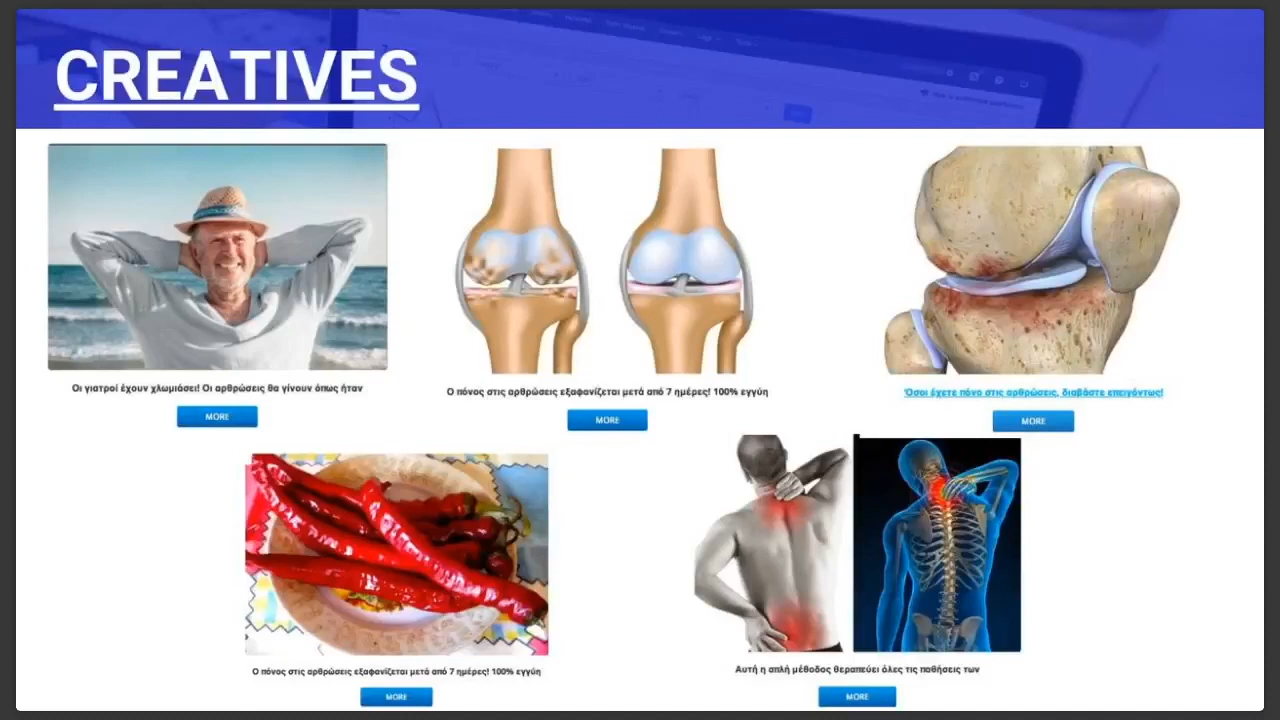 CREATIVES
Οι γιατροί έχουν χλωμιάσει! Οι αρθρώσεις θα γίνουν όπως ήταν
MORE
Ο πόνος στις αρθρώσεις εξαφανίζεται μετά από 7 ημέρες! 100% εγγύη
MORE
Όσοι έχετε πόνο στις αρθρώσεις, διαβάστε επειγόντως!
MORE
Ο πόνος στις αρθρώσεις εξαφανίζεται μετά από 7 ημέρες! 100% εγγύη
MORE
Αυτή η απλή μέθοδος θεραπεύει όλες τις παθήσεις των
MORE